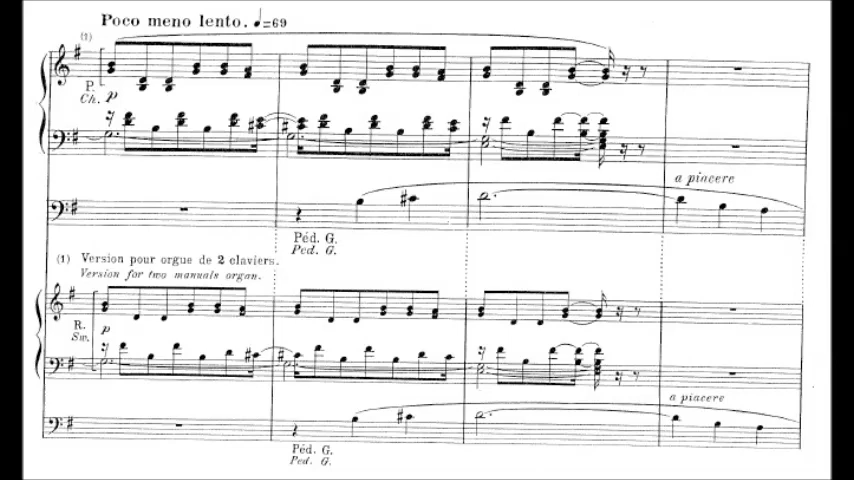 Poco meno lento. ♩=69
(1)
P.
Ch. p
a piacere
Péd. G.
Ped. G.
(1) Version pour orgue de 2 claviers.
Version for two manuals organ.
R.
Sw. p
a piacere
Péd. G.
Ped. G.